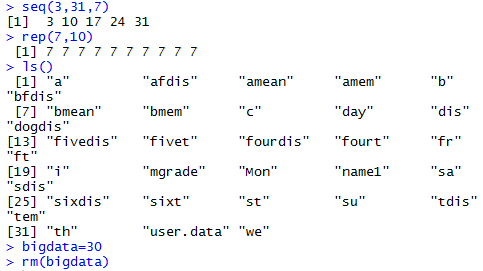 > seq(3,31,7)
[1]  3 10 17 24 31
> rep(7,10)
 [1] 7 7 7 7 7 7 7 7 7 7
> ls()
 [1] "a"         "afdis"     "amean"     "amem"      "b"
"bfdis"
 [7] "bmean"     "bmem"      "c"         "day"       "dis"
"dogdis"
[13] "fivedis"   "fivet"     "fourdis"   "fourt"     "fr"
"ft"
[19] "i"         "mgrade"    "Mon"       "name1"     "sa"
"sdis"
[25] "sixdis"    "sixt"      "st"        "su"        "tdis"
"tem"
[31] "th"        "user.data" "we"
> bigdata=30
> rm(bigdata)